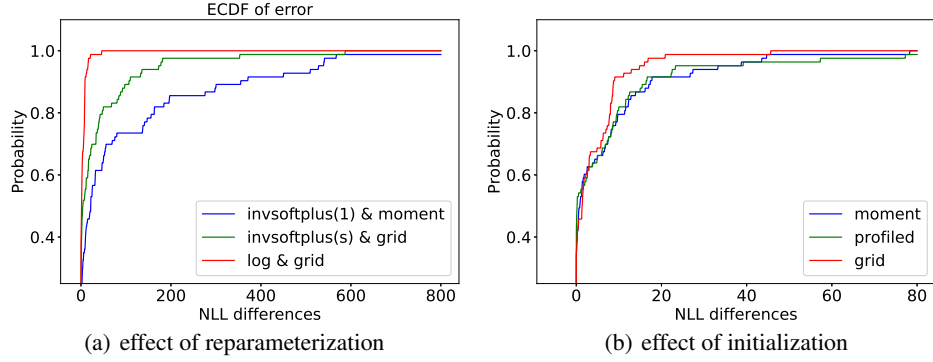 ECDF of error
Probability
1.0
0.8
0.6
0.4
invsoftplus(1) & moment
invsoftplus(s) & grid
log & grid
0 200 400 600 800
NLL differences
(a) effect of reparameterization
Probability
1.0
0.8
0.6
0.4
moment
profiled
grid
0 20 40 60 80
NLL differences
(b) effect of initialization